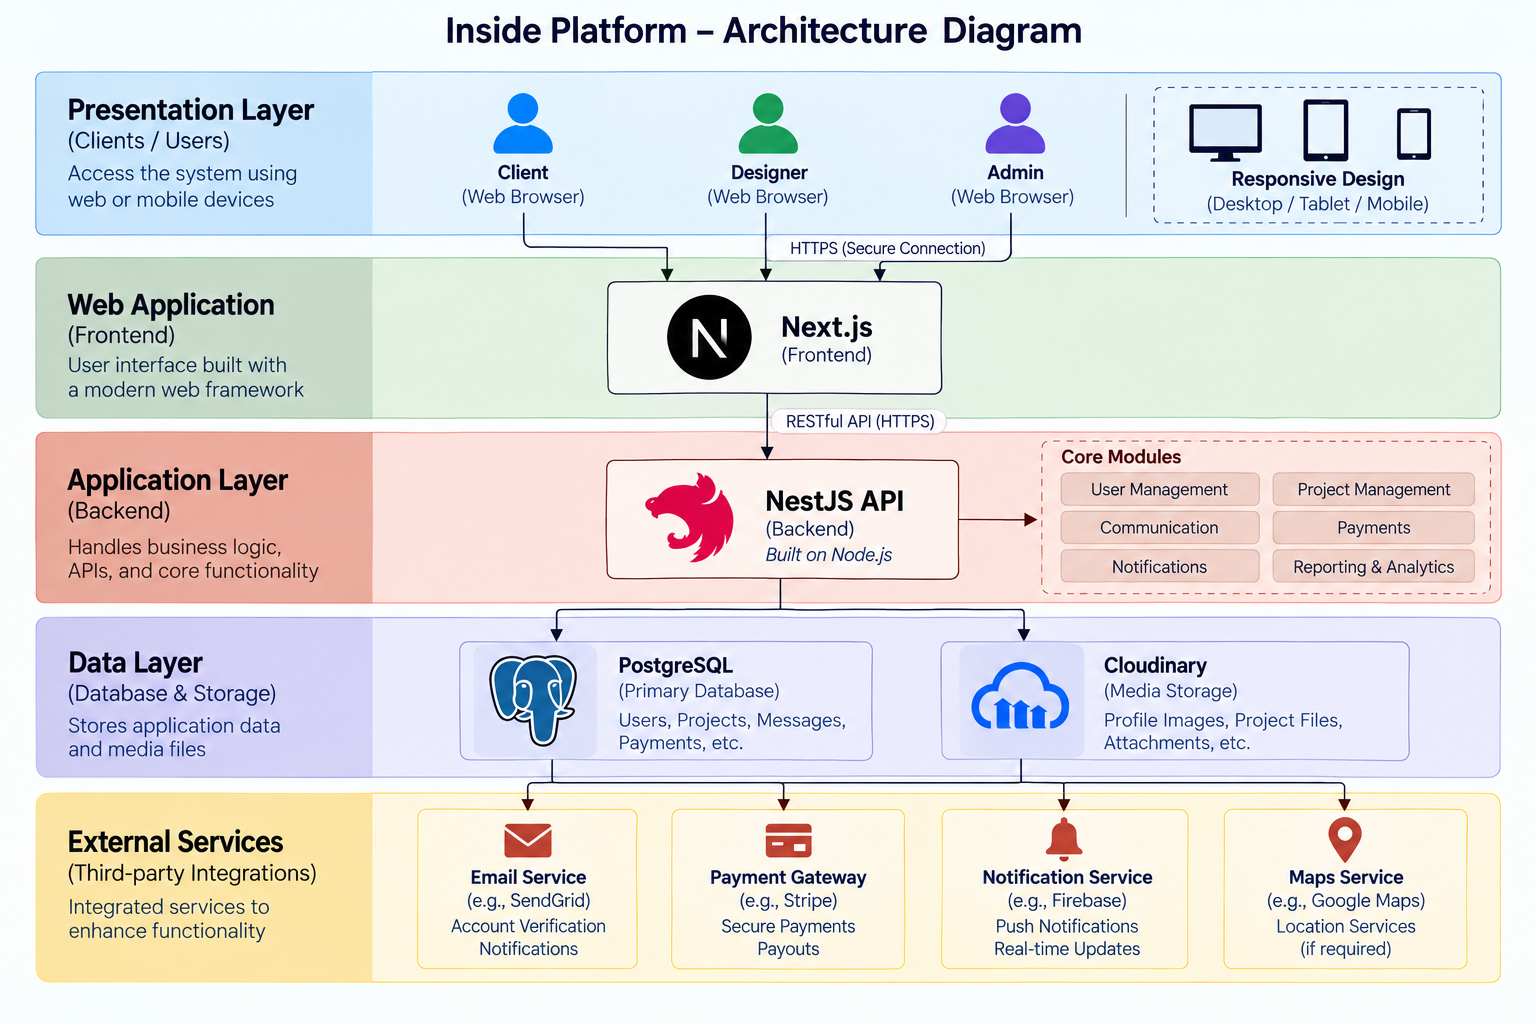 Inside Platform – Architecture Diagram
Presentation Layer
(Clients / Users)
Access the system using
web or mobile devices
Client
(Web Browser)
Designer
(Web Browser)
Admin
(Web Browser)
Responsive Design
(Desktop / Tablet / Mobile)
HTTPS (Secure Connection)
Web Application
(Frontend)
User interface built with
a modern web framework
N
Next.js
(Frontend)
RESTful API (HTTPS)
Application Layer
(Backend)
Handles business logic,
APIs, and core functionality
NestJS API
(Backend)
Built on Node.js
Core Modules
User Management
Project Management
Communication
Payments
Notifications
Reporting & Analytics
Data Layer
(Database & Storage)
Stores application data
and media files
PostgreSQL
(Primary Database)
Users, Projects, Messages,
Payments, etc.
Cloudinary
(Media Storage)
Profile Images, Project Files,
Attachments, etc.
External Services
(Third-party Integrations)
Integrated services to
enhance functionality
Email Service
(e.g., SendGrid)
Account Verification
Notifications
Payment Gateway
(e.g., Stripe)
Secure Payments
Payouts
Notification Service
(e.g., Firebase)
Push Notifications
Real-time Updates
Maps Service
(e.g., Google Maps)
Location Services
(if required)